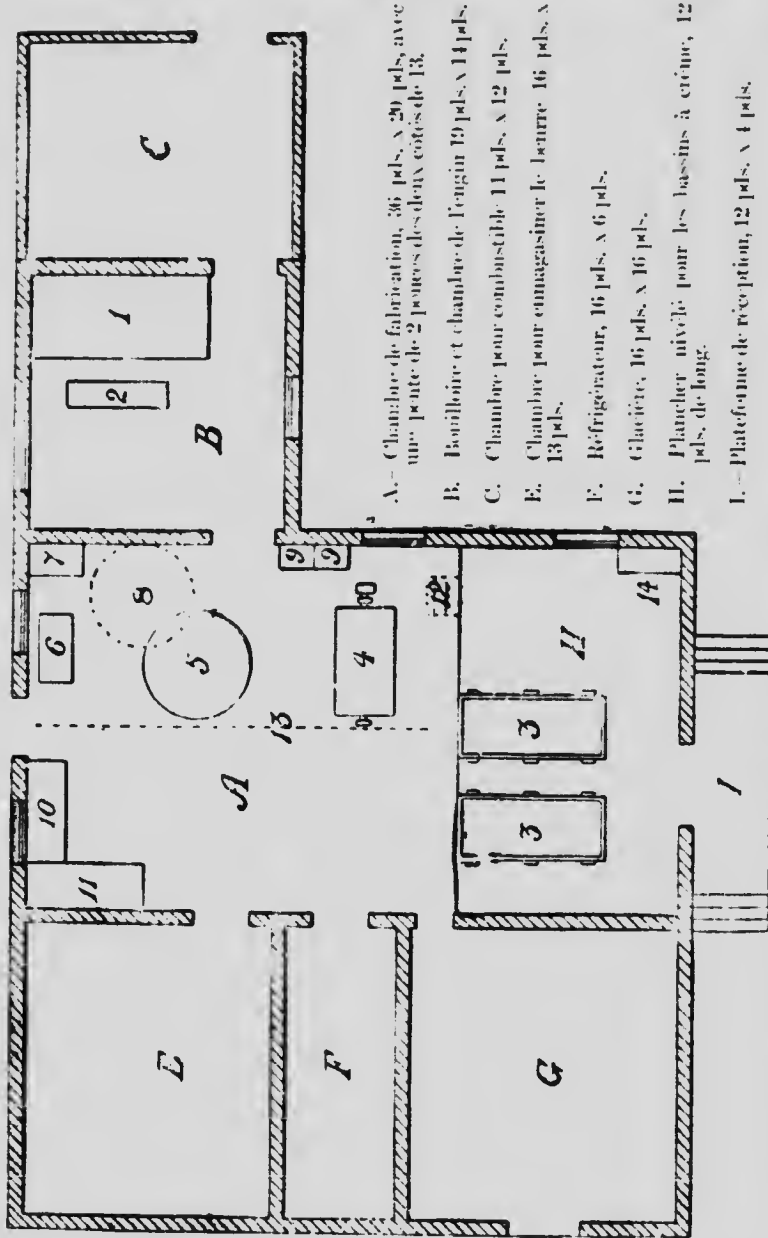 C
1
2
B
7
8
6
5
9
9
4
12
14
13
H
3
3
A
10
11
I
E
F
G
A.- Chambre de fabrication, 36 pds. x 20 pds, avec
une pente de 2 pouces des deux côtés de 13.
B. Bouilloire et chambre de l'engin 19 pds. x 14 pds.
C. Chambre pour combustible 11 pds. x 12 pds.
E. Chambre pour emmagasiner le beurre 16 pds. x
13 pds.
F. Réfrigérateur, 16 pds. x 6 pds.
G. Glacière, 16 pds. x 16 pds.
H. Plancher nivelé pour les bassins à crème, 12
pds. de long.
I.- Plateforme de réception, 12 pds. x 4 pds.